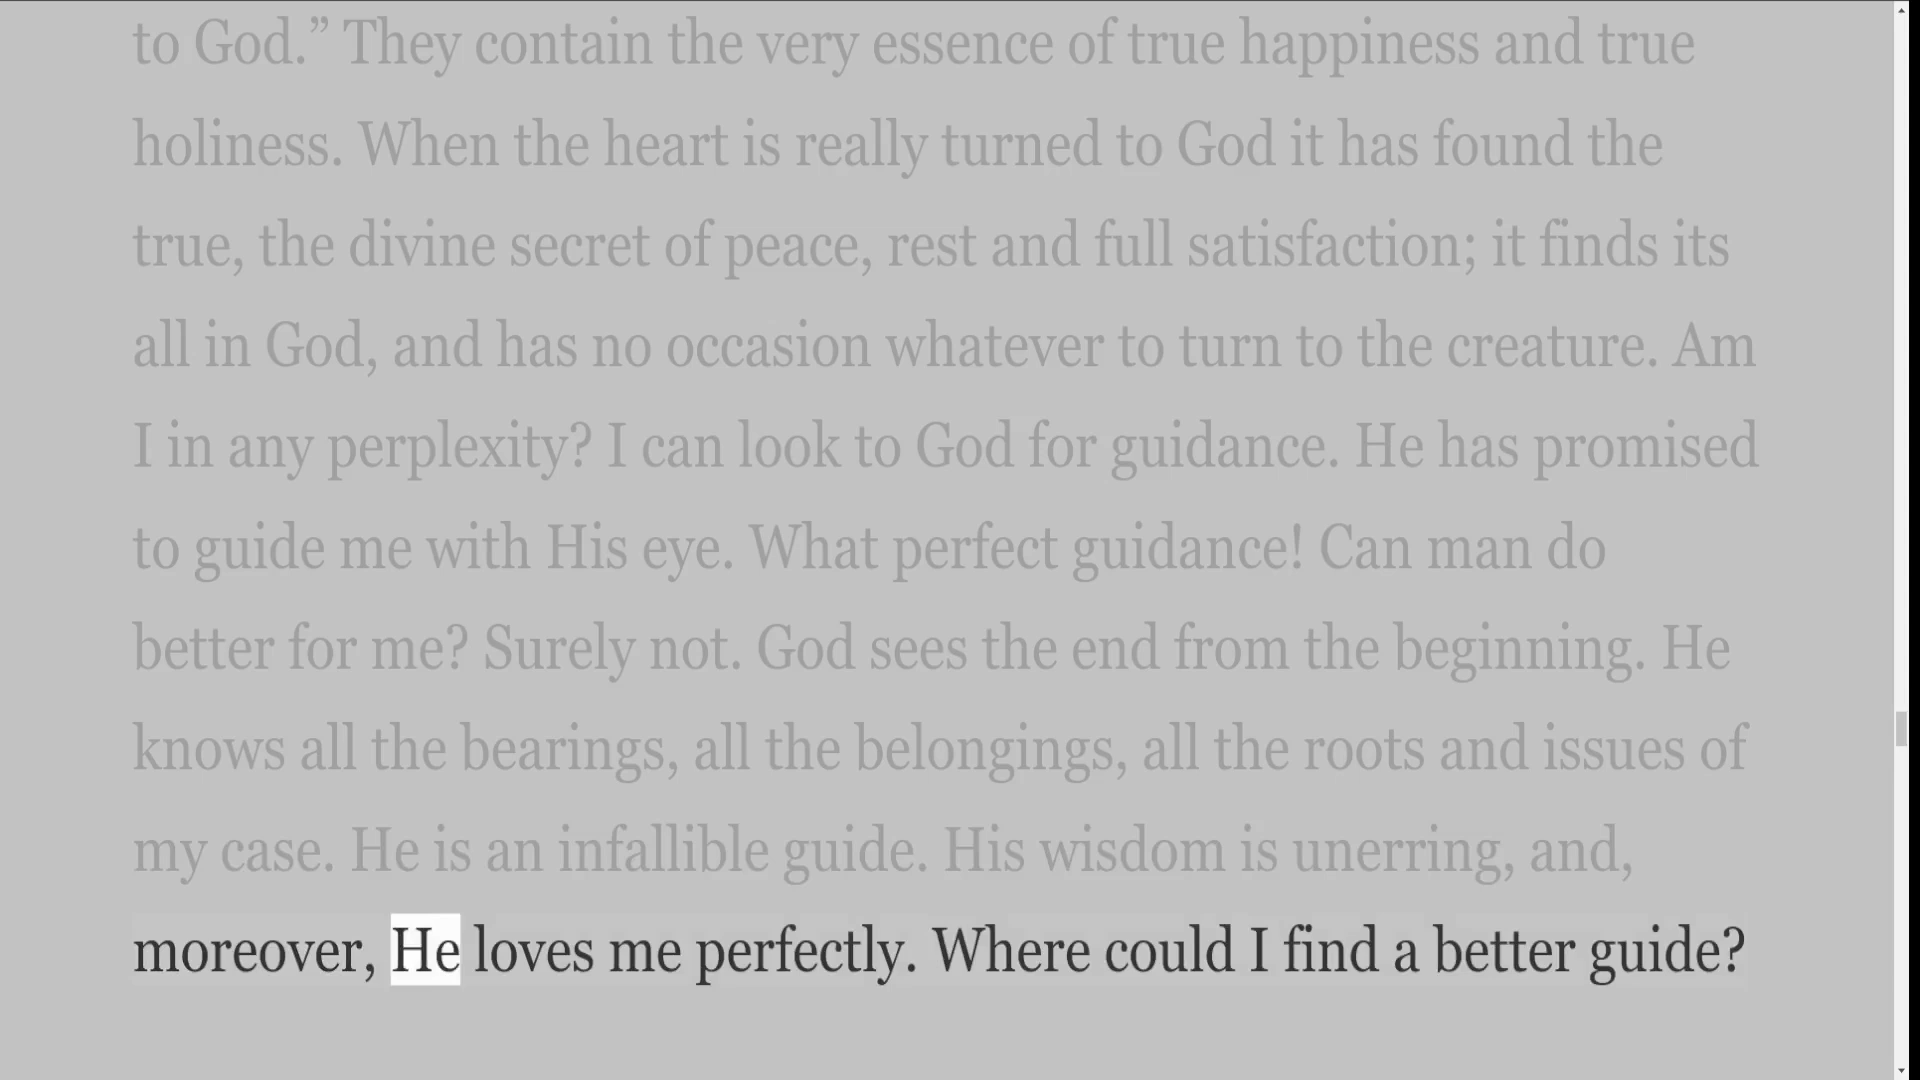 to God.” They contain the very essence of true happiness and true
holiness. When the heart is really turned to God it has found the
true, the divine secret of peace, rest and full satisfaction; it finds its
all in God, and has no occasion whatever to turn to the creature. Am
I in any perplexity? I can look to God for guidance. He has promised
to guide me with His eye. What perfect guidance! Can man do
better for me? Surely not. God sees the end from the beginning. He
knows all the bearings, all the belongings, all the roots and issues of
my case. He is an infallible guide. His wisdom is unerring, and,
moreover, He loves me perfectly. Where could I find a better guide?